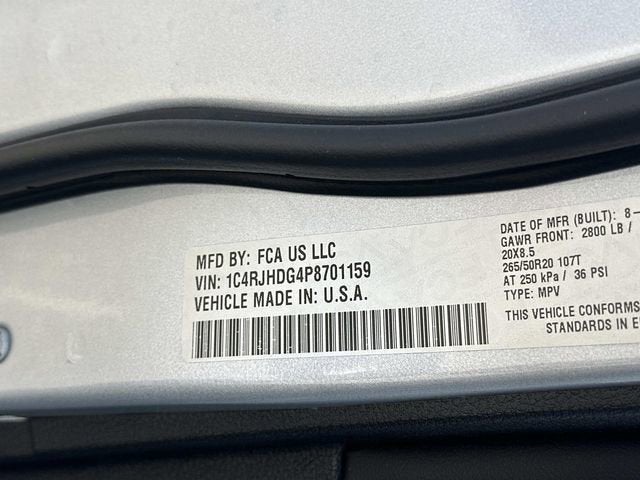 MFD BY: FCA US LLC
VIN: 1C4RJHDG4P8701159
VEHICLE MADE IN: U.S.A.
DATE OF MFR (BUILT): 8-
GAWR FRONT: 2800 LB /
20X8.5
265/50R20 107T
AT 250 kPa / 36 PSI
TYPE: MPV
THIS VEHICLE CONFORMS
STANDARDS IN E